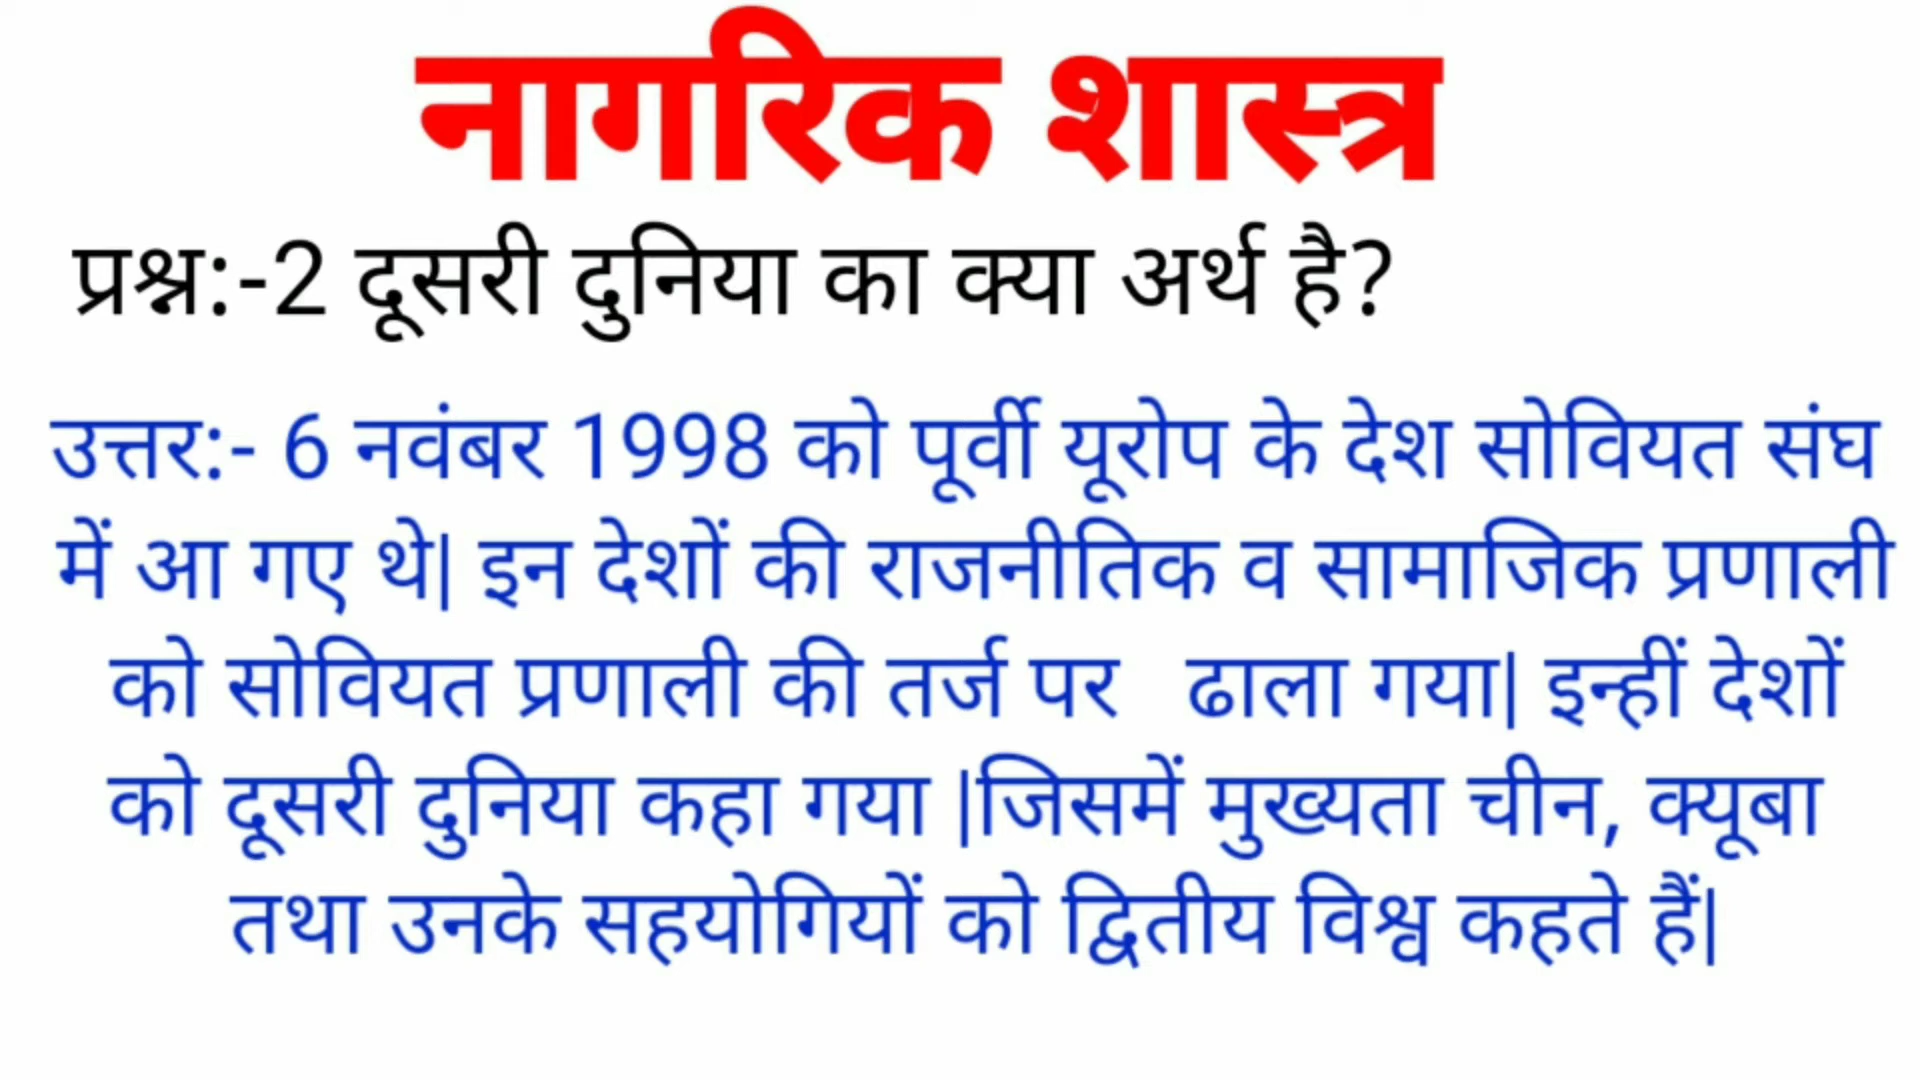 नागरिक शास्त्र
प्रश्न:-2 दूसरी दुनिया का क्या अर्थ है?
उत्तर:- 6 नवंबर 1998 को पूर्वी यूरोप के देश सोवियत संघ
में आ गए थे| इन देशों की राजनीतिक व सामाजिक प्रणाली
को सोवियत प्रणाली की तर्ज पर ढाला गया| इन्हीं देशों
को दूसरी दुनिया कहा गया |जिसमें मुख्यता चीन, क्यूबा
तथा उनके सहयोगियों को द्वितीय विश्व कहते हैं|